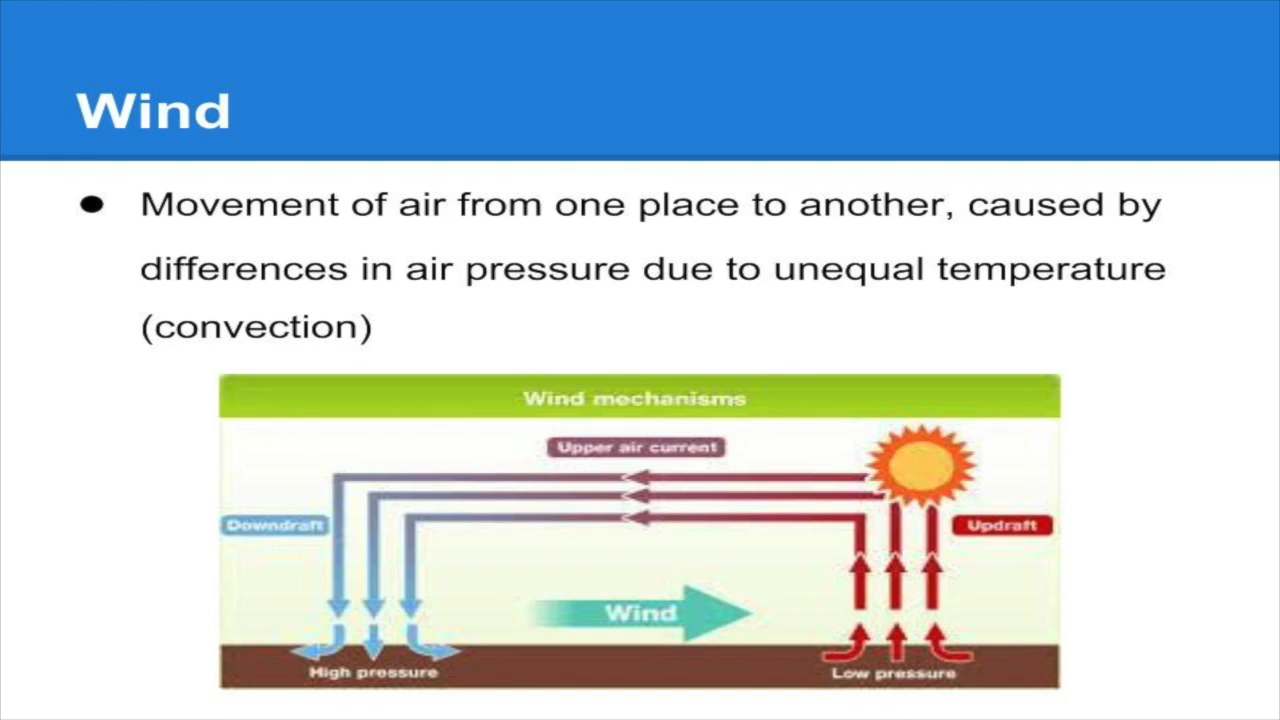 Wind
● Movement of air from one place to another, caused by
differences in air pressure due to unequal temperature
(convection)
Wind mechanisms
Upper air current
Downdraft
Updraft
Wind
High pressure
Low pressure